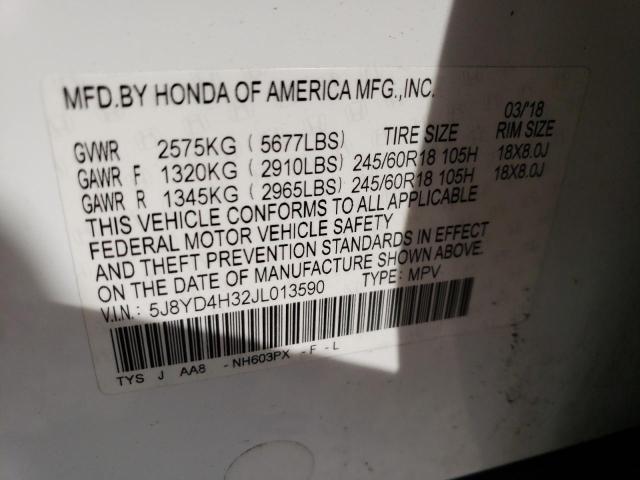 MFD.BY HONDA OF AMERICA MFG.,INC.
03/'18
GVWR 2575KG ( 5677LBS) TIRE SIZE RIM SIZE
GAWR F 1320KG ( 2910LBS) 245/60R18 105H 18X8.0J
GAWR R 1345KG ( 2965LBS) 245/60R18 105H 18X8.0J
THIS VEHICLE CONFORMS TO ALL APPLICABLE
FEDERAL MOTOR VEHICLE SAFETY
AND THEFT PREVENTION STANDARDS IN EFFECT
ON THE DATE OF MANUFACTURE SHOWN ABOVE.
V.I.N.: 5J8YD4H32JL013590 TYPE: MPV
TYS J AA8 - NH603PX - F - L